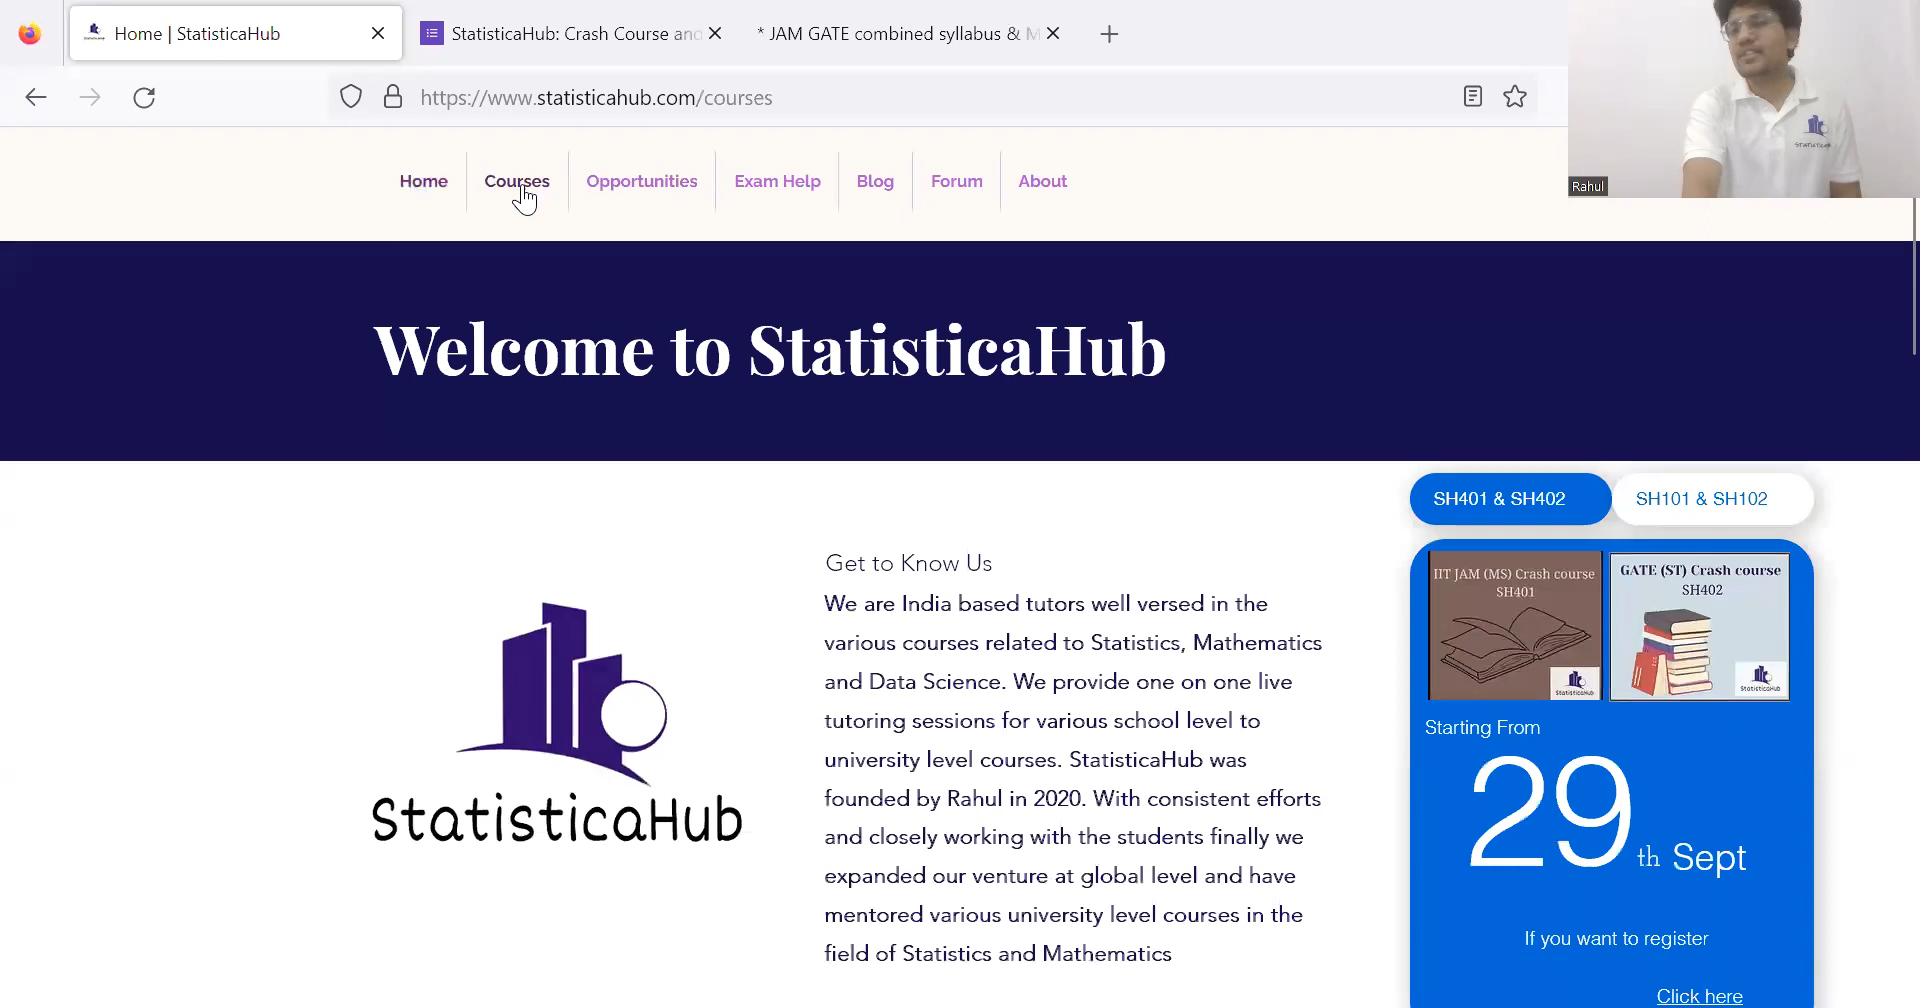 Home | StatisticaHub
StatisticaHub: Crash Course and
* JAM GATE combined syllabus & M
https://www.statisticahub.com/courses
Rahul
STATISTICAHUB
Home
Courses
Opportunities
Exam Help
Blog
Forum
About
Welcome to StatisticaHub
SH401 & SH402
SH101 & SH102
StatisticaHub
Get to Know Us
We are India based tutors well versed in the
various courses related to Statistics, Mathematics
and Data Science. We provide one on one live
tutoring sessions for various school level to
university level courses. StatisticaHub was
founded by Rahul in 2020. With consistent efforts
and closely working with the students finally we
expanded our venture at global level and have
mentored various university level courses in the
field of Statistics and Mathematics
IIT JAM (MS) Crash course
SH401
StatisticaHub
GATE (ST) Crash course
SH402
StatisticaHub
Starting From
29th Sept
If you want to register
Click here